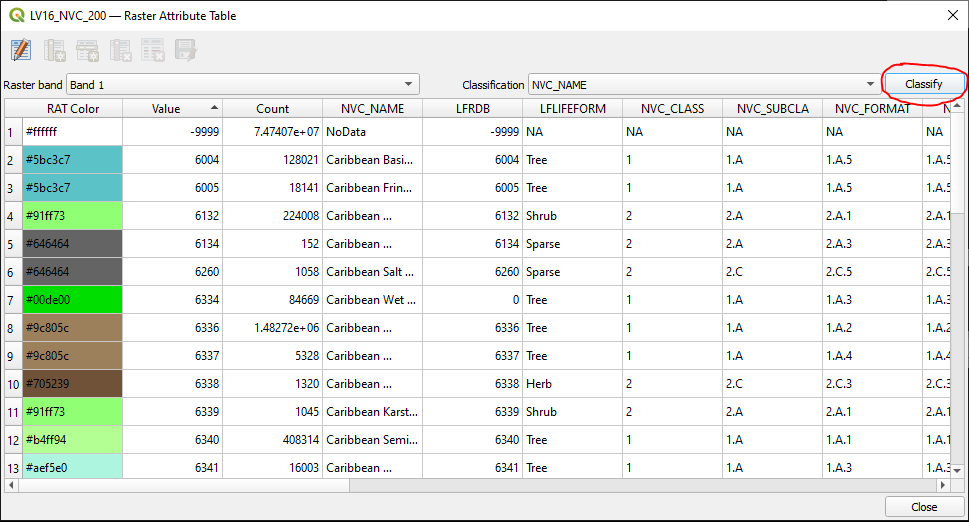 LV16_NVC_200 — Raster Attribute Table
Raster band Band 1 Classification NVC_NAME Classify
RAT Color Value Count NVC_NAME LFRDB LFLIFEFORM NVC_CLASS NVC_SUBCLA NVC_FORMAT N
1 #ffffff -9999 7.47407e+07 NoData -9999 NA NA NA NA NA
2 #5bc3c7 6004 128021 Caribbean Basi... 6004 Tree 1 1.A 1.A.5 1.A.5
3 #5bc3c7 6005 18141 Caribbean Frin... 6005 Tree 1 1.A 1.A.5 1.A.5
4 #91ff73 6132 224008 Caribbean ... 6132 Shrub 2 2.A 2.A.1 2.A.1
5 #646464 6134 152 Caribbean ... 6134 Sparse 2 2.A 2.A.3 2.A.3
6 #646464 6260 1058 Caribbean Salt ... 6260 Sparse 2 2.C 2.C.5 2.C.5
7 #00de00 6334 84669 Caribbean Wet ... 0 Tree 1 1.A 1.A.3 1.A.3
8 #9c805c 6336 1.48272e+06 Caribbean ... 6336 Tree 1 1.A 1.A.2 1.A.2
9 #9c805c 6337 5328 Caribbean ... 6337 Tree 1 1.A 1.A.4 1.A.4
10 #705239 6338 1320 Caribbean ... 6338 Herb 2 2.C 2.C.3 2.C.3
11 #91ff73 6339 1045 Caribbean Karst... 6339 Shrub 2 2.A 2.A.1 2.A.1
12 #b4ff94 6340 408314 Caribbean Semi... 6340 Tree 1 1.A 1.A.1 1.A.1
13 #aef5e0 6341 16003 Caribbean ... 6341 Tree 1 1.A 1.A.3 1.A.3
Close